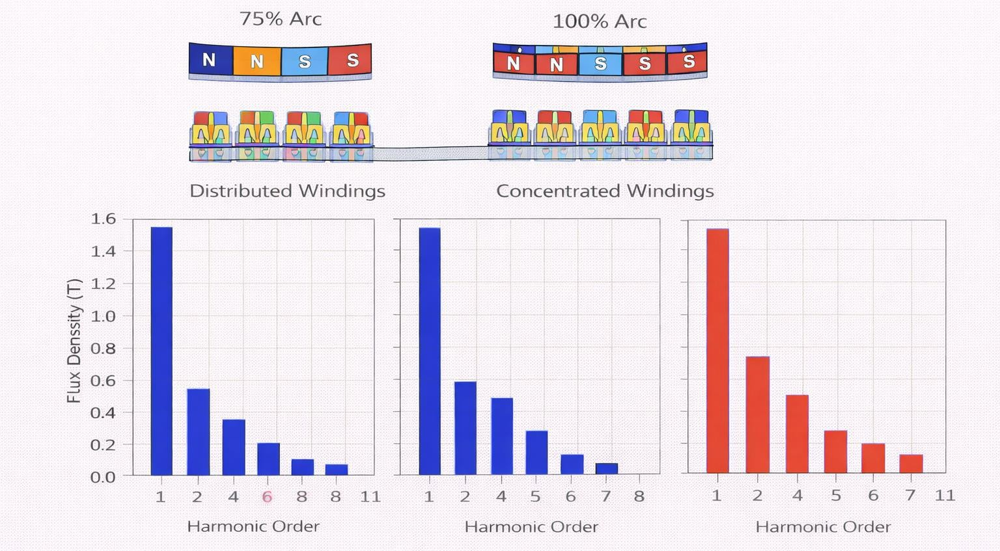 75% Arc
100% Arc
N N S S
N N S S S
Distributed Windings
Concentrated Windings
Flux Denssity (T)
1.6
1.4
1.2
1.0
0.8
0.6
0.4
0.2
0.0
1 2 4 6 8 8 11
1 2 4 5 6 7 8
1 2 4 5 6 7 11
Harmonic Order
Harmonic Order
Harmonic Order